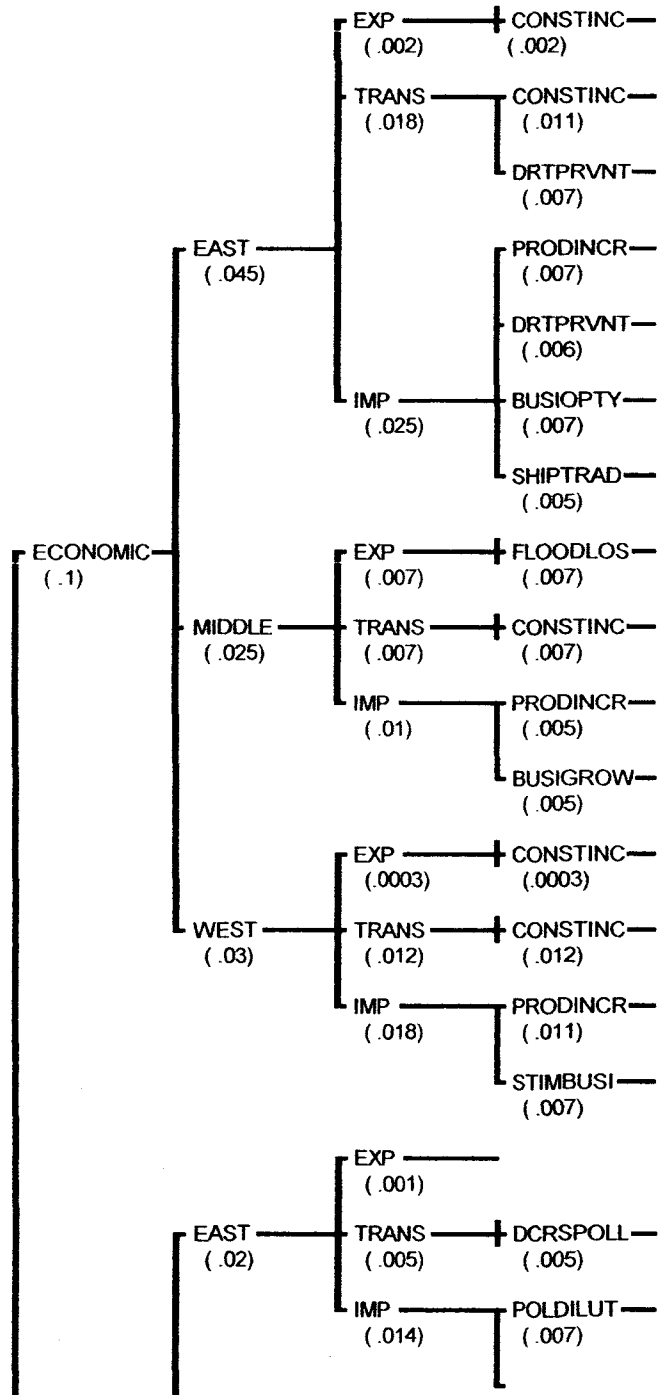 EXP CONSTINC
(.002) (.002)
TRANS CONSTINC
(.018) (.011)
DRTPRVNT
(.007)
EAST PRODINCR
(.045) (.007)
DRTPRVNT
(.006)
IMP BUSIOPTY
(.025) (.007)
SHIPTRAD
(.005)
ECONOMIC EXP FLOODLOS
(.1) (.007) (.007)
MIDDLE TRANS CONSTINC
(.025) (.007) (.007)
IMP PRODINCR
(.01) (.005)
BUSIGROW
(.005)
EXP CONSTINC
(.0003) (.0003)
WEST TRANS CONSTINC
(.03) (.012) (.012)
IMP PRODINCR
(.018) (.011)
STIMBUSI
(.007)
EXP
(.001)
EAST TRANS DCRSPOLL
(.02) (.005) (.005)
IMP POLDILUT
(.014) (.007)